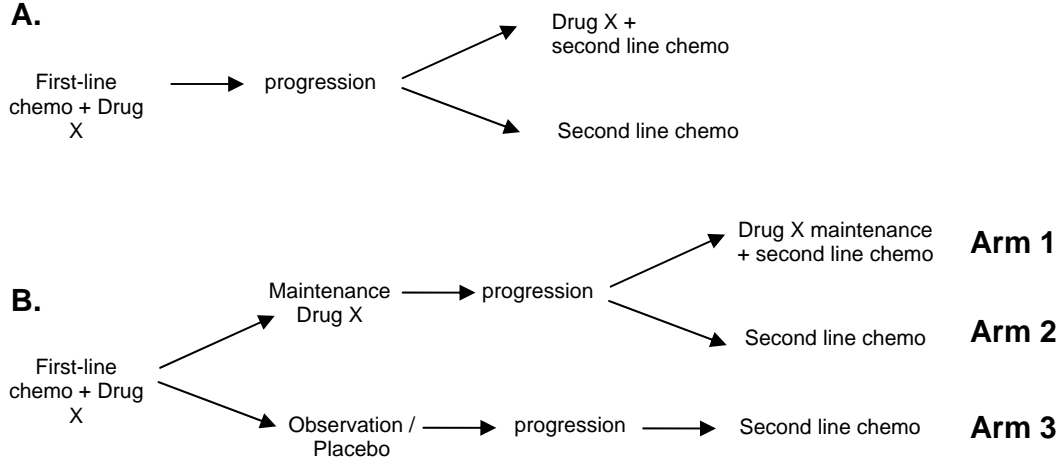 A.
First-line
chemo + Drug
X
progression
Drug X +
second line chemo
Second line chemo
B.
First-line
chemo + Drug
X
Maintenance
Drug X
progression
Drug X maintenance
+ second line chemo
Arm 1
Second line chemo
Arm 2
Observation /
Placebo
progression
Second line chemo
Arm 3